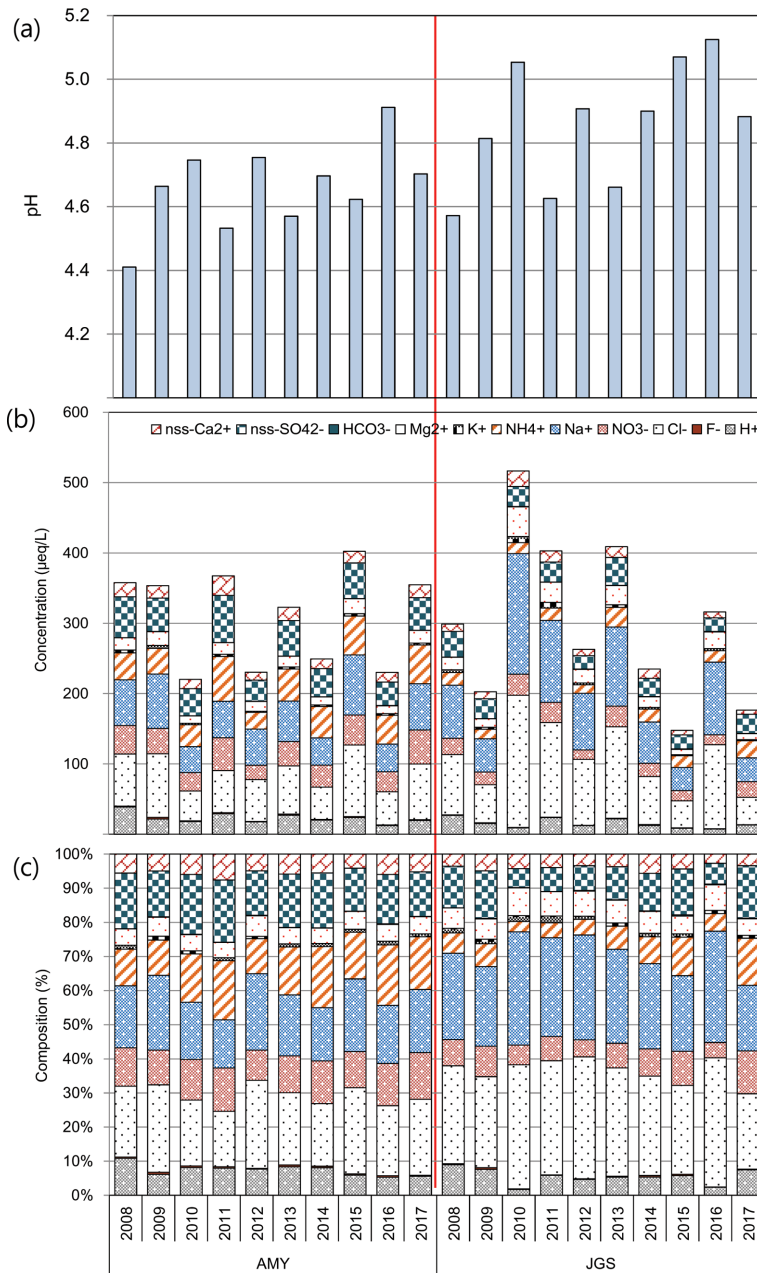 (a)
5.2
5.0
4.8
4.6
4.4
4.2
pH
(b)
600
500
400
300
200
100
Concentration (µeq/L)
nss-Ca2+ nss-SO42- HCO3- Mg2+ K+ NH4+ Na+ NO3- Cl- F- H+
(c)
100%
90%
80%
70%
60%
50%
40%
30%
20%
10%
0%
Composition (%)
2008 2009 2010 2011 2012 2013 2014 2015 2016 2017 2008 2009 2010 2011 2012 2013 2014 2015 2016 2017
AMY JGS